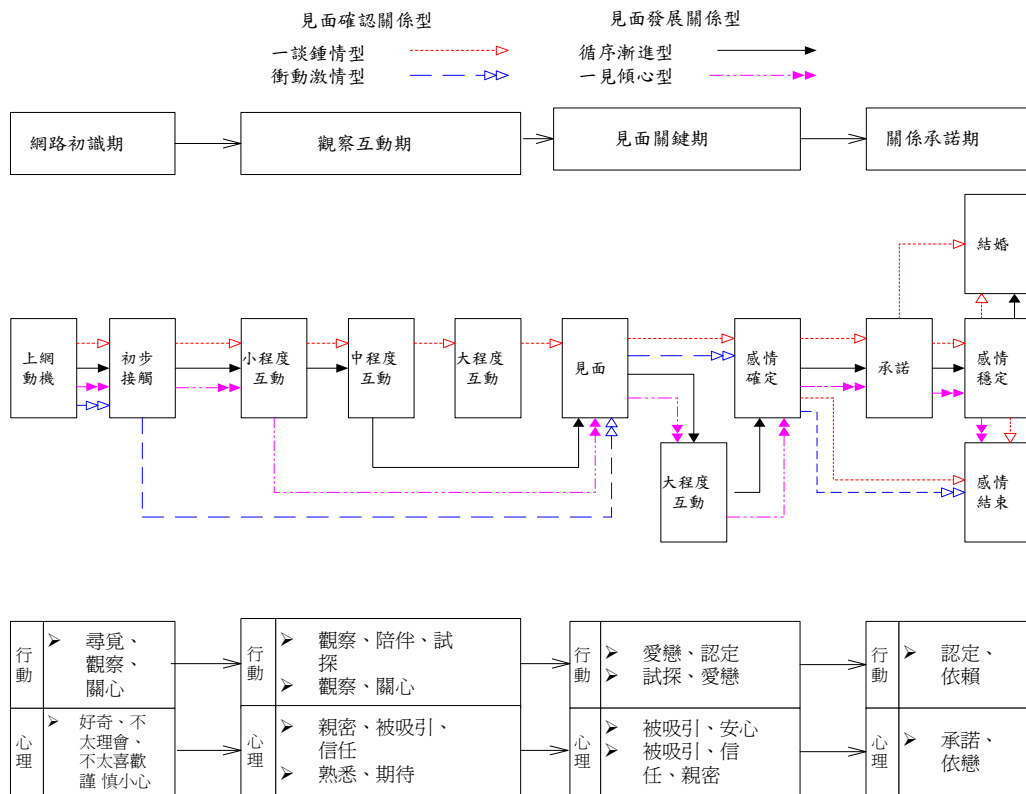 見面確認關係型
見面發展關係型
一談鍾情型
循序漸進型
衝動激情型
一見傾心型
網路初識期
觀察互動期
見面關鍵期
關係承諾期
結婚
上網
動機
初步
接觸
小程度
互動
中程度
互動
大程度
互動
見面
感情
確定
承諾
感情
穩定
大程度
互動
感情
結束
行動
尋覓、
觀察、
關心
心理
好奇、不
太理會、
不太喜歡
謹 慎小心
行動
觀察、陪伴、試
探
觀察、關心
心理
親密、被吸引、
信任
熟悉、期待
行動
愛戀、認定
試探、愛戀
心理
被吸引、安心
被吸引、信
任、親密
行動
認定、
依賴
心理
承諾、
依戀